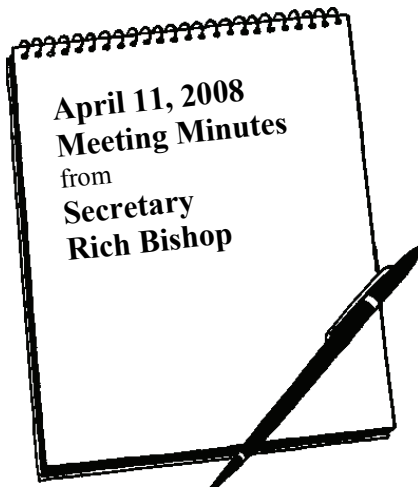 April 11, 2008
Meeting Minutes
from
Secretary
Rich Bishop